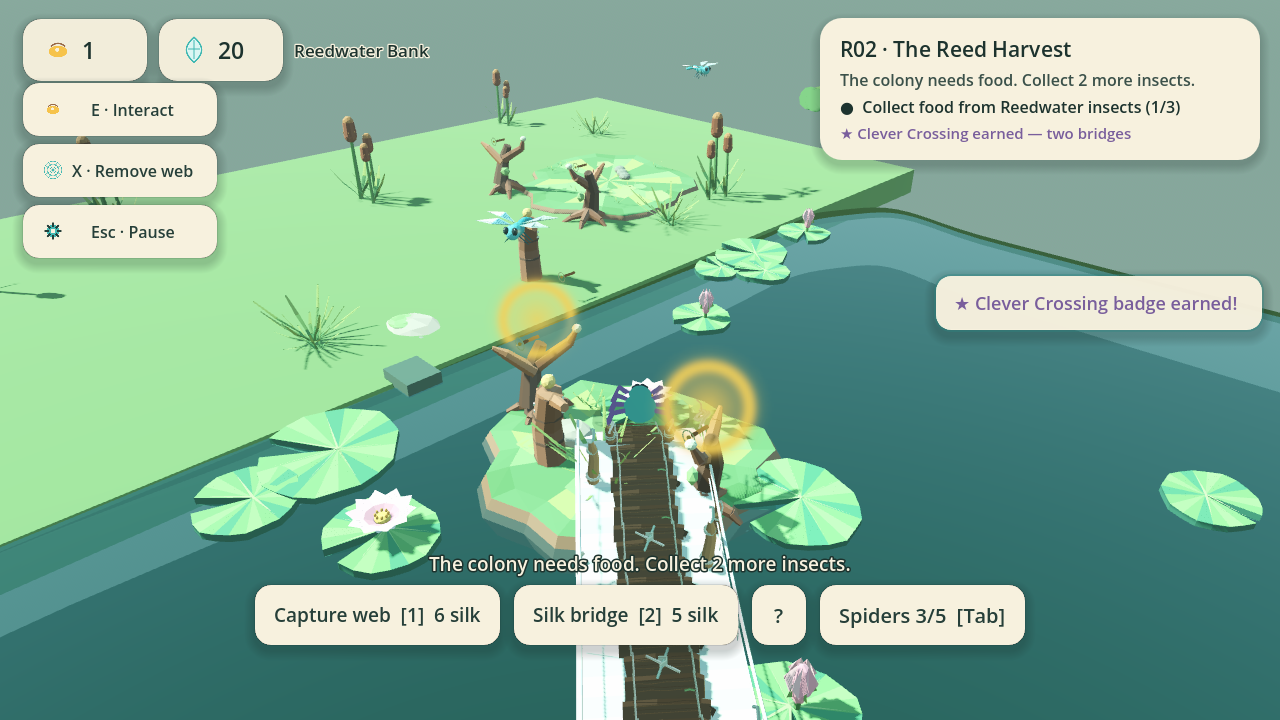 1
20
Reedwater Bank
E · Interact
X · Remove web
Esc · Pause
R02 · The Reed Harvest
The colony needs food. Collect 2 more insects.
● Collect food from Reedwater insects (1/3)
★ Clever Crossing earned — two bridges
★ Clever Crossing badge earned!
The colony needs food. Collect 2 more insects.
Capture web [1] 6 silk
Silk bridge [2] 5 silk
?
Spiders 3/5 [Tab]